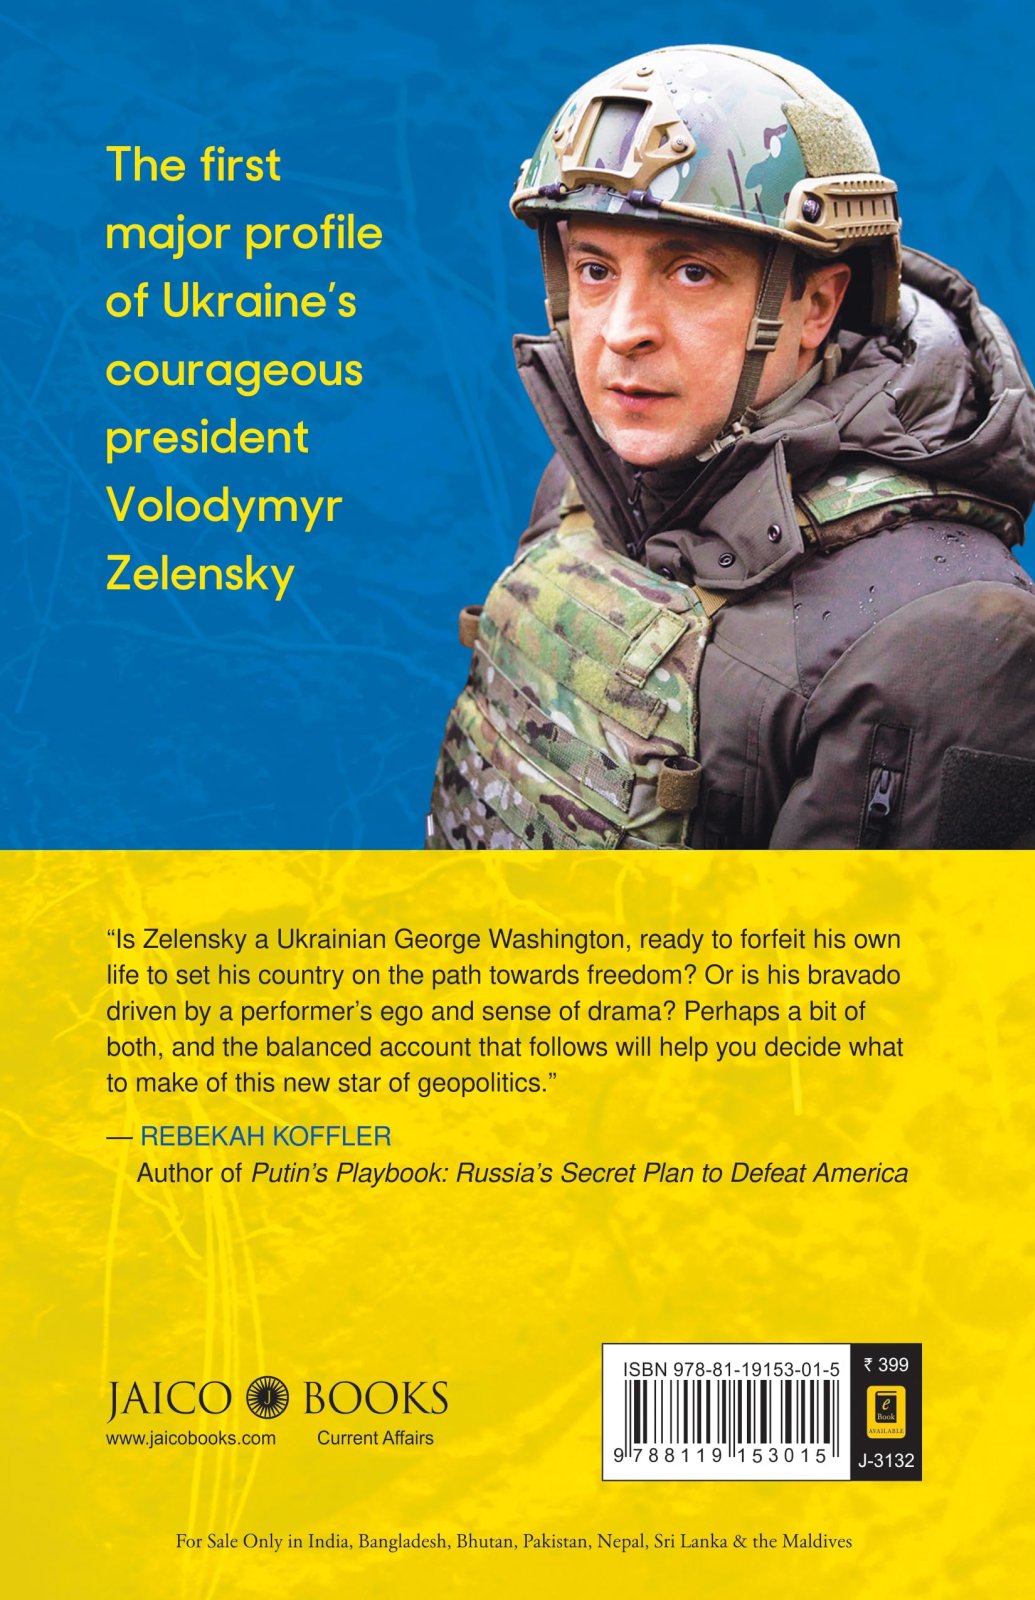 The first
major profile
of Ukraine's
courageous
president
Volodymyr
Zelensky
“Is Zelensky a Ukrainian George Washington, ready to forfeit his own
life to set his country on the path towards freedom? Or is his bravado
driven by a performer’s ego and sense of drama? Perhaps a bit of
both, and the balanced account that follows will help you decide what
to make of this new star of geopolitics.”
— REBEKAH KOFFLER
Author of Putin’s Playbook: Russia’s Secret Plan to Defeat America
JAICO J BOOKS
www.jaicobooks.com Current Affairs
ISBN 978-81-19153-01-5
9 788119 153015
₹ 399
e
Book
AVAILABLE
J-3132
For Sale Only in India, Bangladesh, Bhutan, Pakistan, Nepal, Sri Lanka & the Maldives